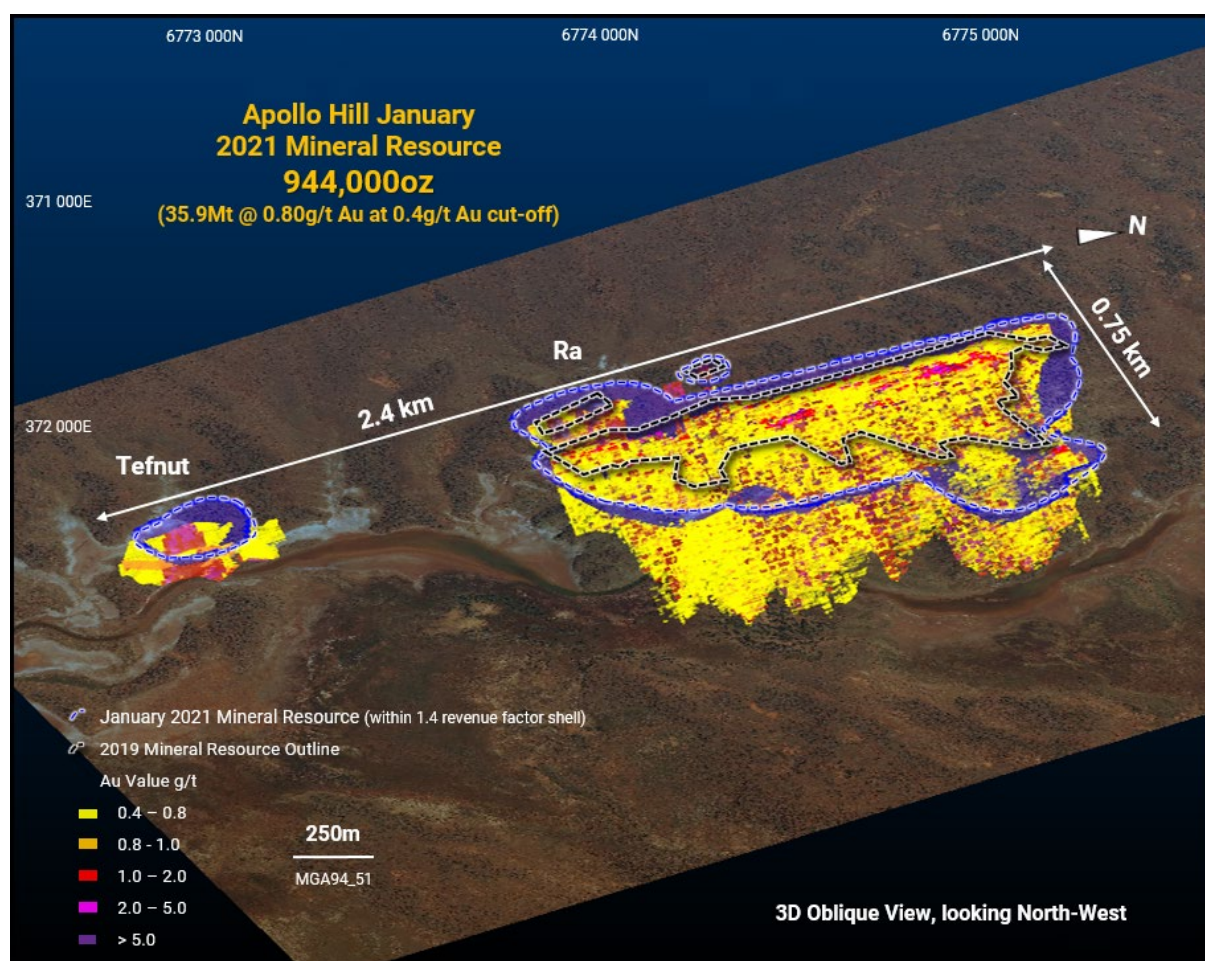 6773 000N
6774 000N
6775 000N
Apollo Hill January
2021 Mineral Resource
944,000oz
(35.9Mt @ 0.80g/t Au at 0.4g/t Au cut-off)
371 000E
N
0.75 km
Ra
2.4 km
372 000E
Tefnut
January 2021 Mineral Resource (within 1.4 revenue factor shell)
2019 Mineral Resource Outline
Au Value g/t
0.4 – 0.8
0.8 - 1.0
1.0 – 2.0
2.0 – 5.0
> 5.0
250m
MGA94_51
3D Oblique View, looking North-West